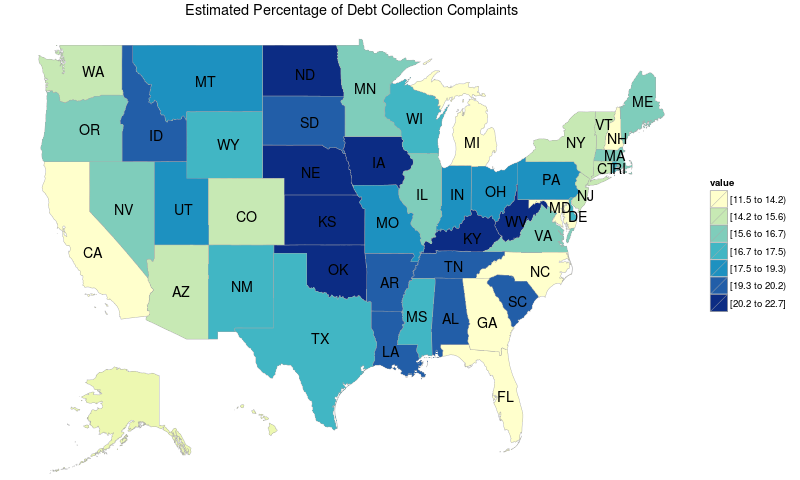 Estimated Percentage of Debt Collection Complaints
WA
MT
ND
MN
ME
OR
ID
SD
WI
MI
VT
NH
NY
MA
WY
CT
RI
IA
NE
PA
NJ
NV
UT
CO
IL
IN
OH
MD
DE
KS
MO
WV
VA
CA
KY
OK
TN
NC
AZ
NM
AR
SC
MS
AL
GA
TX
LA
FL
value
[11.5 to 14.2)
[14.2 to 15.6)
[15.6 to 16.7)
[16.7 to 17.5)
[17.5 to 19.3)
[19.3 to 20.2)
[20.2 to 22.7]